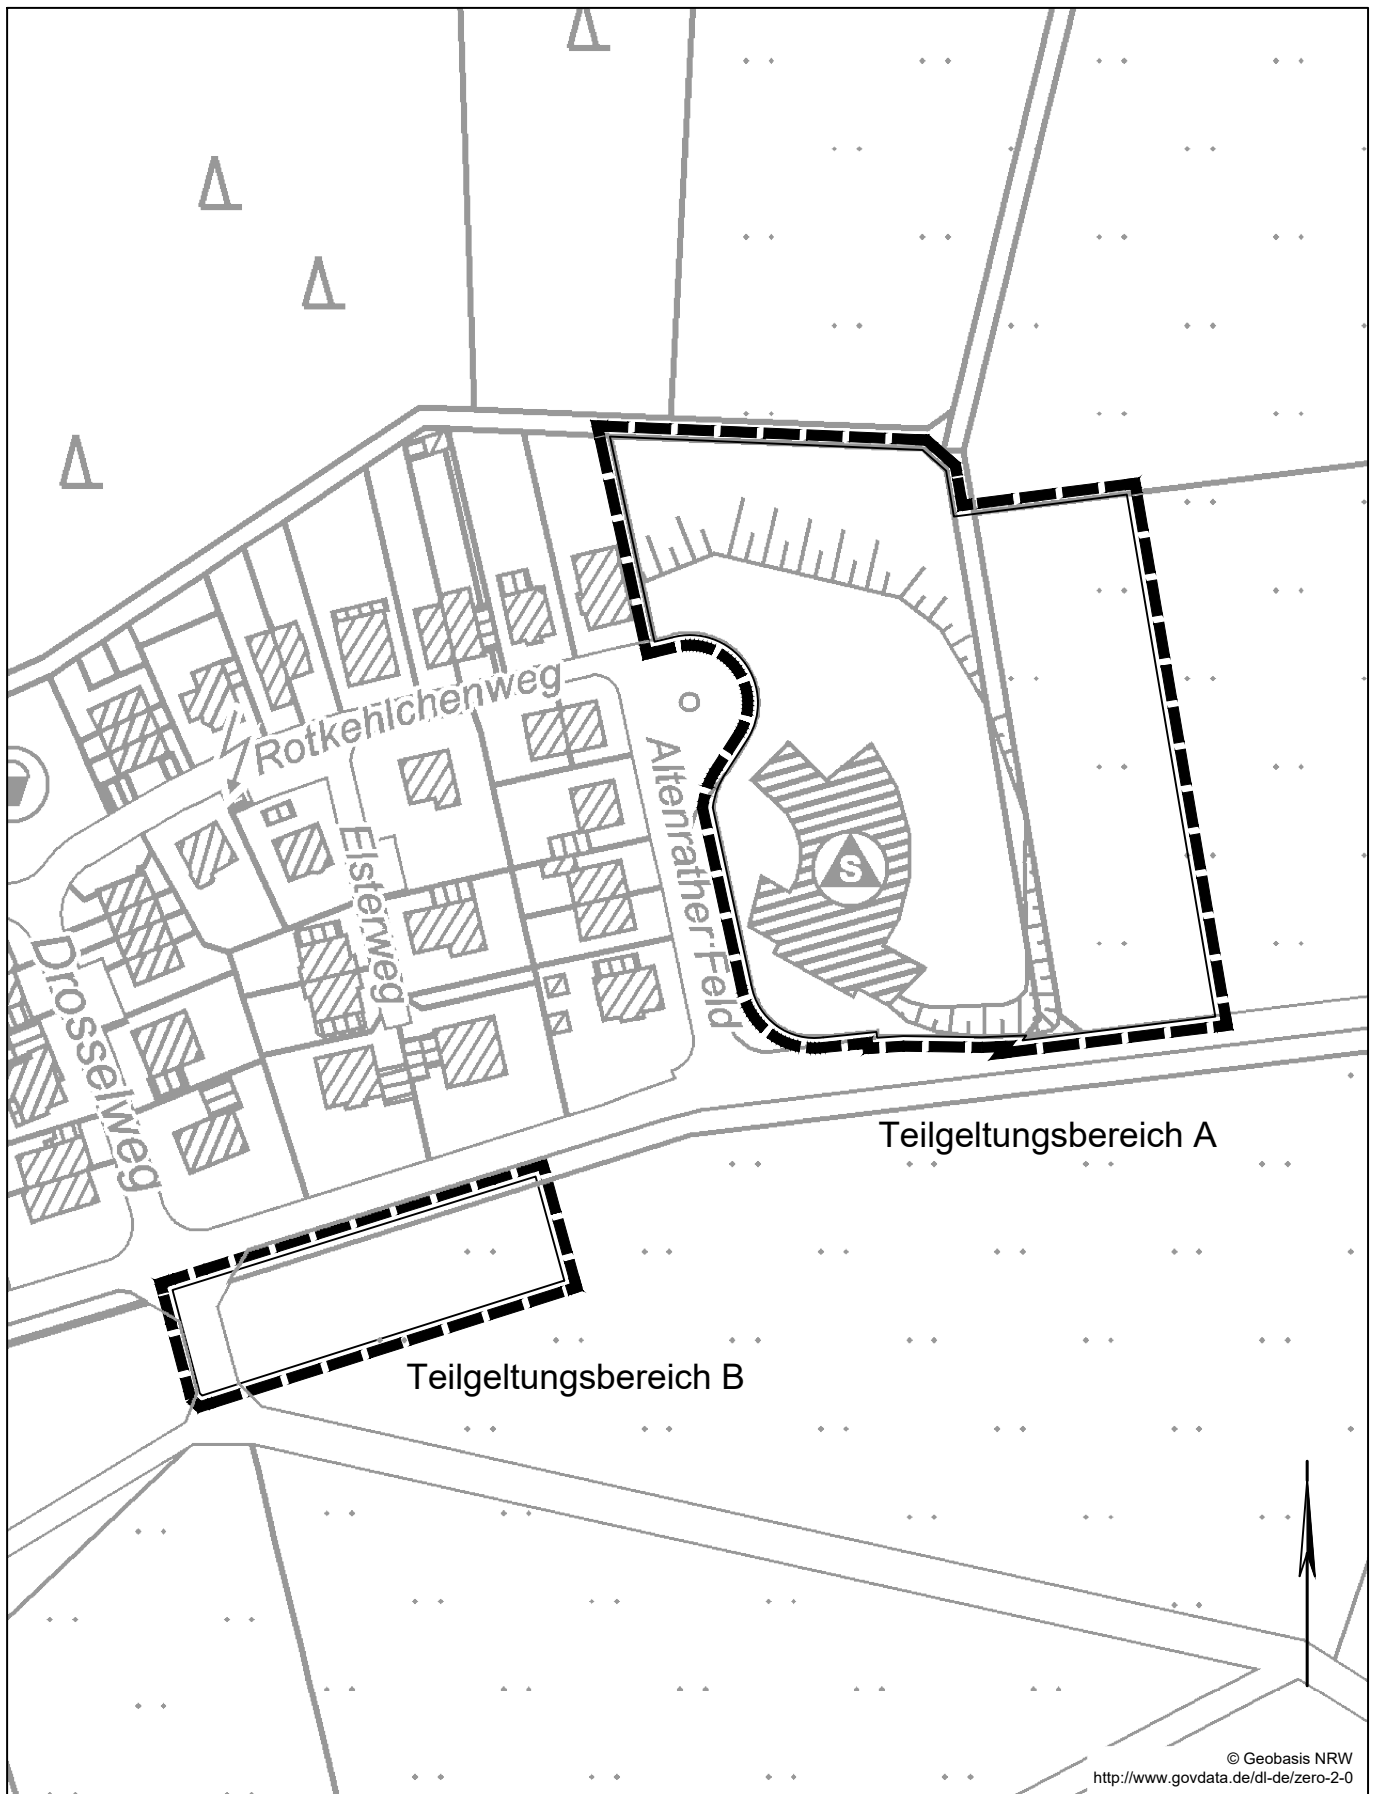 Rotkehlchenweg
Altenrather Feld
Elsterweg
S
Drosselweg
Teilgeltungsbereich A
Teilgeltungsbereich B
© Geobasis NRW
http://www.govdata.de/dl-de/zero-2-0